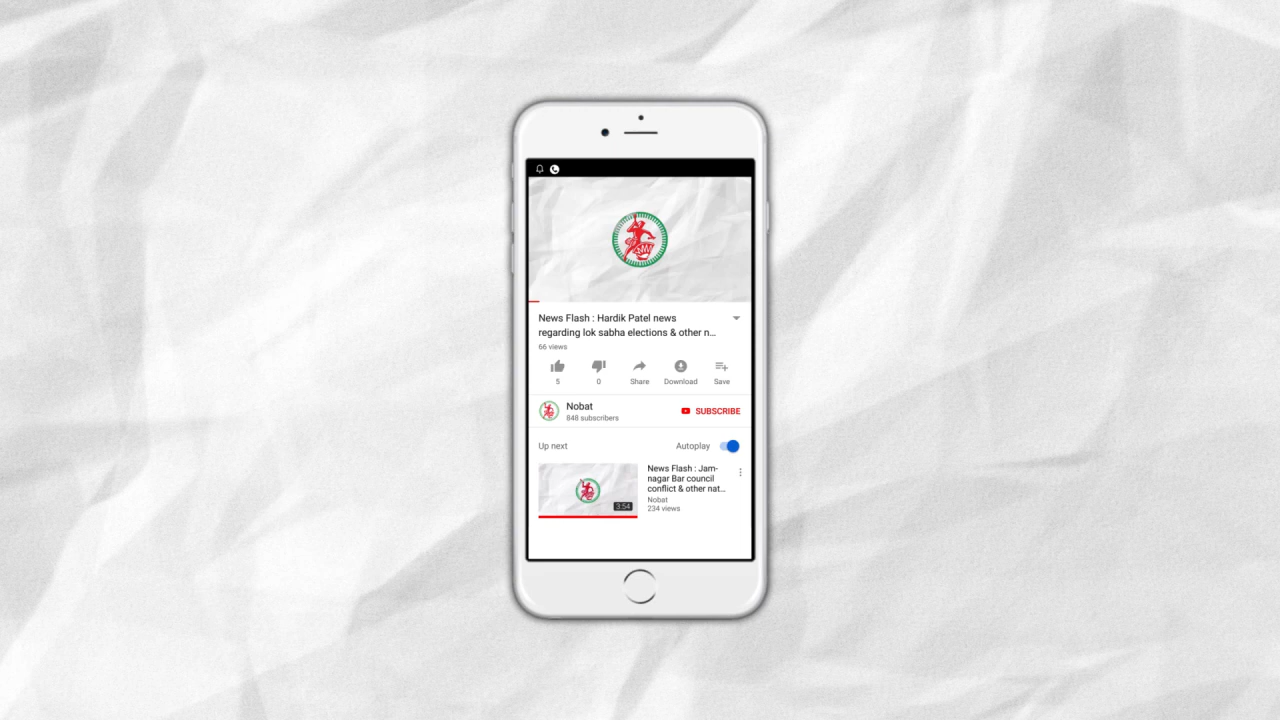 News Flash : Hardik Patel news
regarding lok sabha elections & other n...
66 views
5
0
Share
Download
Save
Nobat
848 subscribers
SUBSCRIBE
Up next
Autoplay
3:54
News Flash : Jam-
nagar Bar council
conflict & other nat...
Nobat
234 views